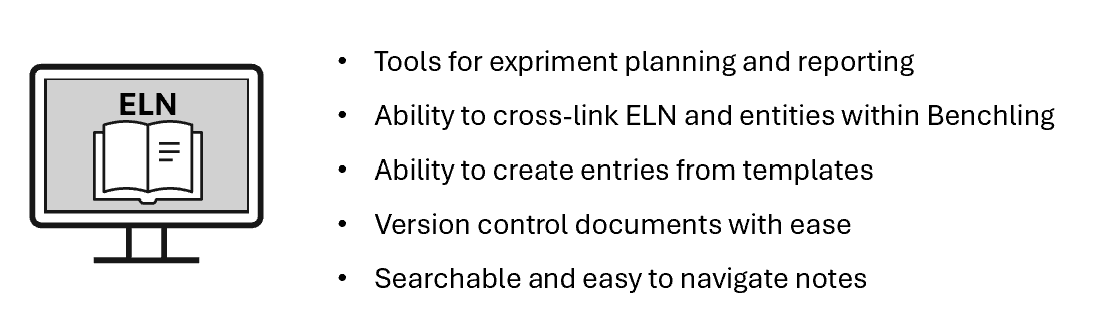 ELN
• Tools for expriment planning and reporting
• Ability to cross-link ELN and entities within Benchling
• Ability to create entries from templates
• Version control documents with ease
• Searchable and easy to navigate notes